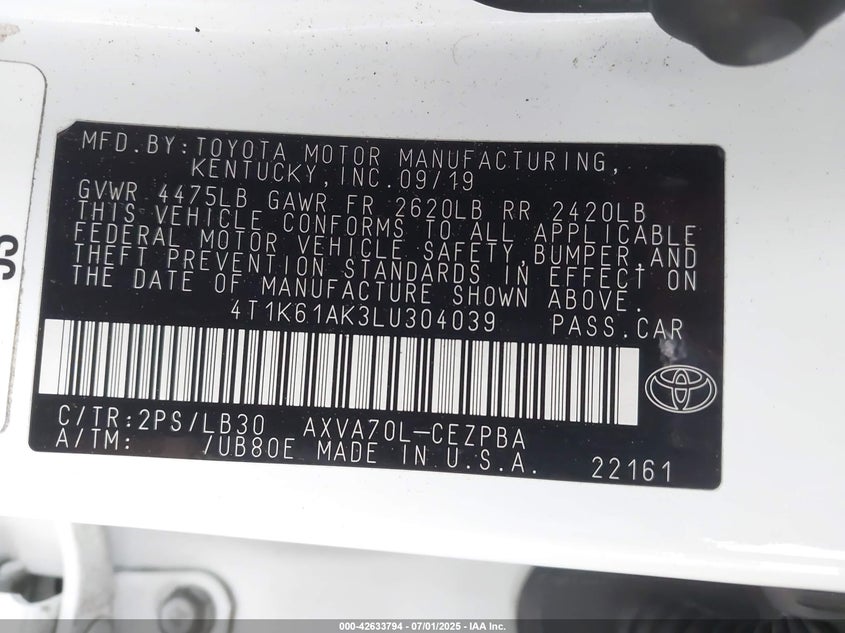 MFD.BY:TOYOTA MOTOR MANUFACTURING,
KENTUCKY,INC.09/19
GVWR 4475LB GAWR FR 2620LB RR 2420LB
THIS VEHICLE CONFORMS TO ALL APPLICABLE
FEDERAL MOTOR VEHICLE SAFETY,BUMPER,AND
THEFT PREVENTION STANDARDS IN EFFECT ON
THE DATE OF MANUFACTURE SHOWN ABOVE.
4T1K61AK3LU304039 PASS.CAR
C/TR:2PS/LB30 AXVA70L-CEZPBA
A/TM: /UB80E MADE IN U.S.A. 22161
000-42633794 - 07/01/2025 - IAA Inc.